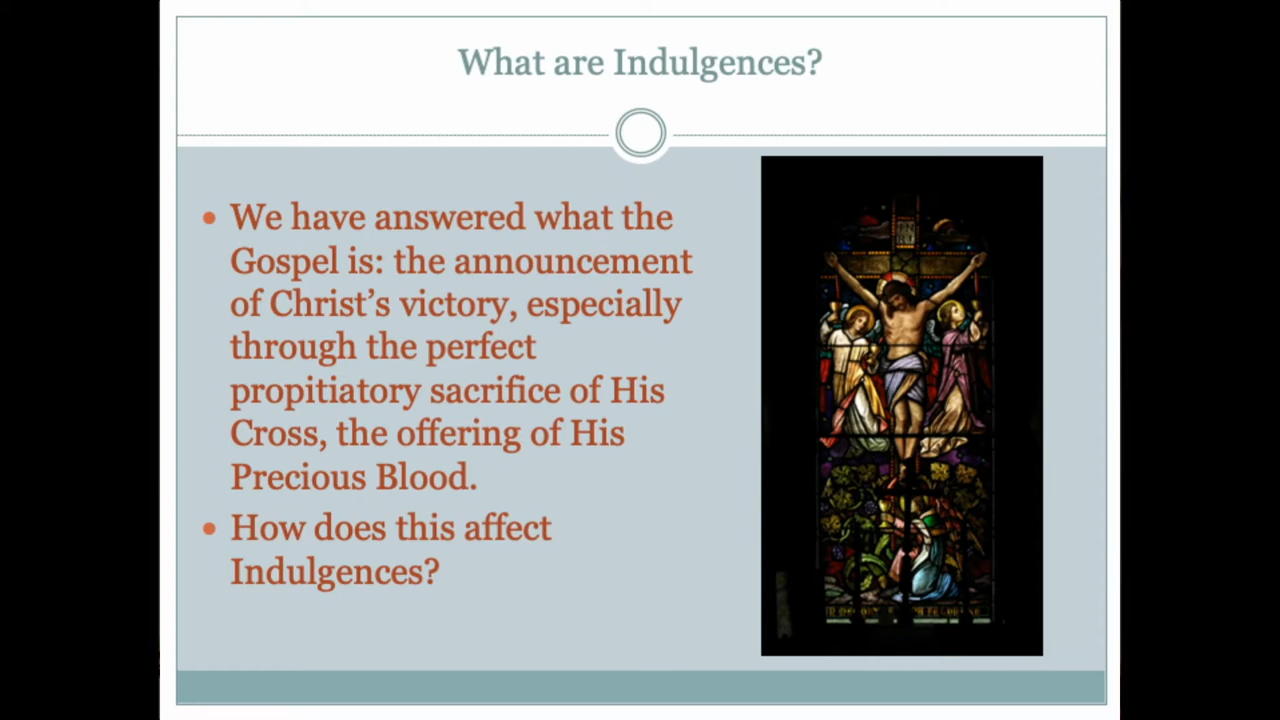 What are Indulgences?
• We have answered what the
Gospel is: the announcement
of Christ's victory, especially
through the perfect
propitiatory sacrifice of His
Cross, the offering of His
Precious Blood.
• How does this affect
Indulgences?